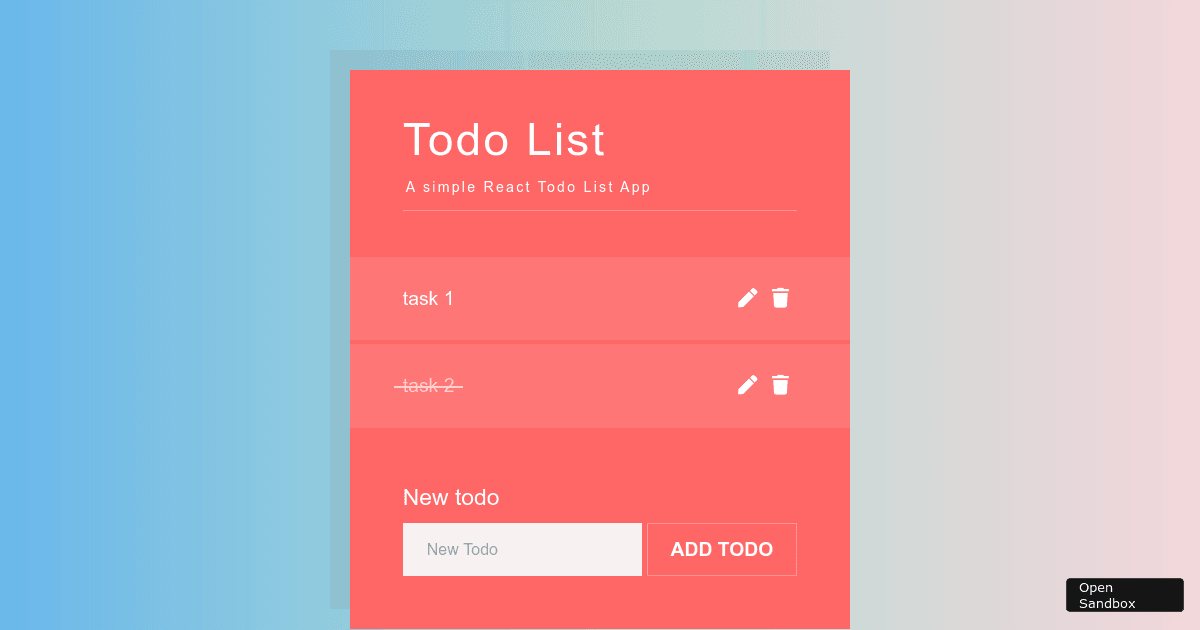 Todo List
A simple React Todo List App
task 1
task 2
New todo
New Todo
ADD TODO
Open
Sandbox